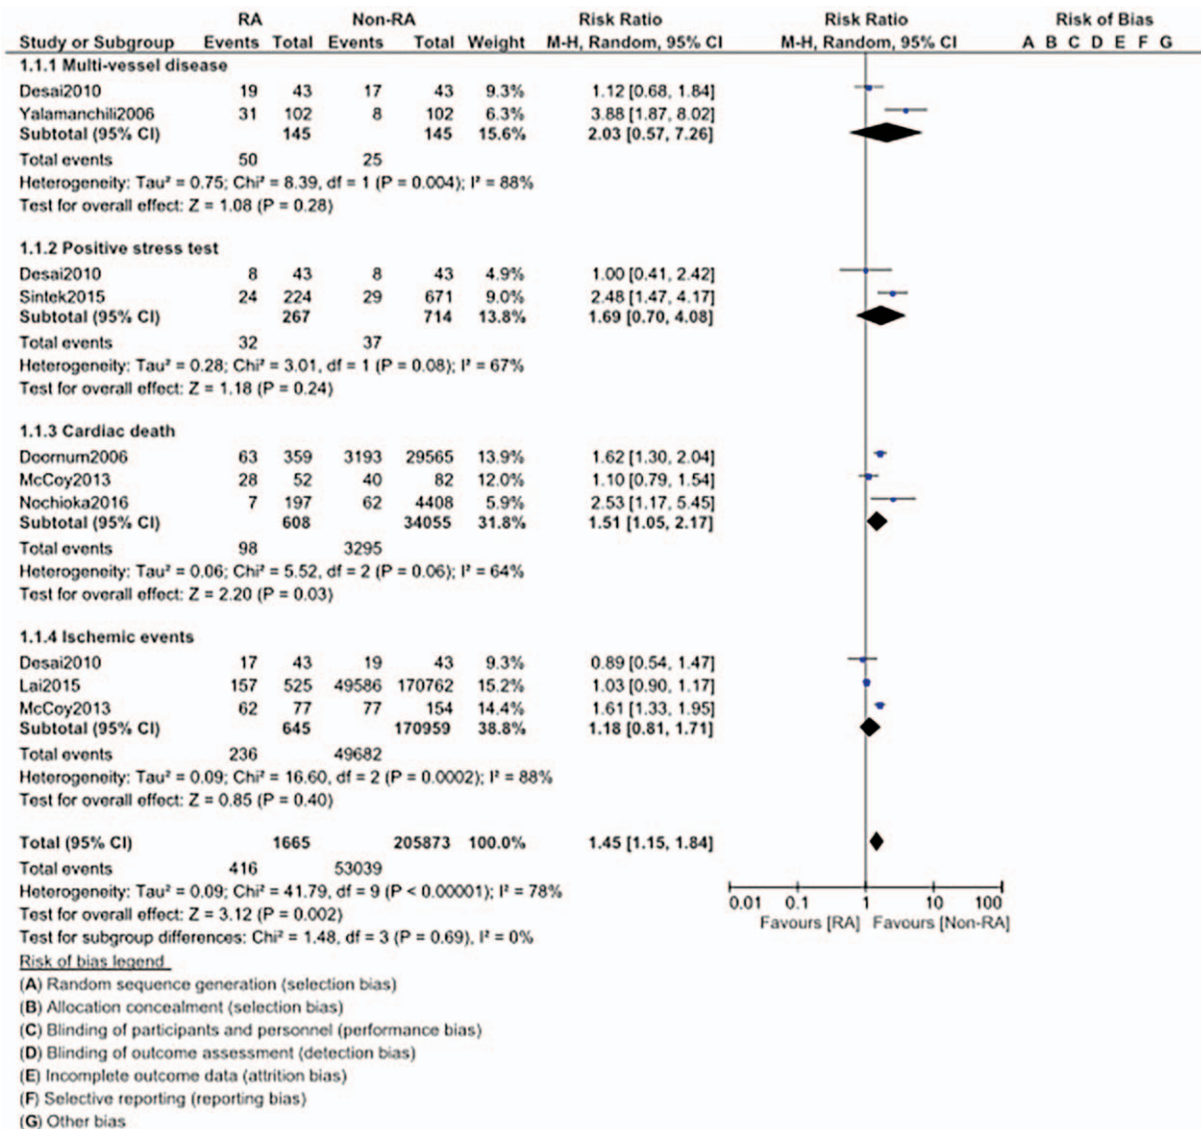 RA Non-RA Risk Ratio Risk Ratio Risk of Bias
Study or Subgroup Events Total Events Total Weight M-H, Random, 95% CI M-H, Random, 95% CI A B C D E F G
1.1.1 Multi-vessel disease
Desai2010 19 43 17 43 9.3% 1.12 [0.68, 1.84]
Yalamanchili2006 31 102 8 102 6.3% 3.88 [1.87, 8.02]
Subtotal (95% CI) 145 145 15.6% 2.03 [0.57, 7.26]
Total events 50 25
Heterogeneity: Tau² = 0.75; Chi² = 8.39, df = 1 (P = 0.004); I² = 88%
Test for overall effect: Z = 1.08 (P = 0.28)
1.1.2 Positive stress test
Desai2010 8 43 8 43 4.9% 1.00 [0.41, 2.42]
Sintek2015 24 224 29 671 9.0% 2.48 [1.47, 4.17]
Subtotal (95% CI) 267 714 13.8% 1.69 [0.70, 4.08]
Total events 32 37
Heterogeneity: Tau² = 0.28; Chi² = 3.01, df = 1 (P = 0.08); I² = 67%
Test for overall effect: Z = 1.18 (P = 0.24)
1.1.3 Cardiac death
Doornum2006 63 359 3193 29565 13.9% 1.62 [1.30, 2.04]
McCoy2013 28 52 40 82 12.0% 1.10 [0.79, 1.54]
Nochioka2016 7 197 62 4408 5.9% 2.53 [1.17, 5.45]
Subtotal (95% CI) 608 34055 31.8% 1.51 [1.05, 2.17]
Total events 98 3295
Heterogeneity: Tau² = 0.06; Chi² = 5.52, df = 2 (P = 0.06); I² = 64%
Test for overall effect: Z = 2.20 (P = 0.03)
1.1.4 Ischemic events
Desai2010 17 43 19 43 9.3% 0.89 [0.54, 1.47]
Lai2015 157 525 49586 170762 15.2% 1.03 [0.90, 1.17]
McCoy2013 62 77 77 154 14.4% 1.61 [1.33, 1.95]
Subtotal (95% CI) 645 170959 38.8% 1.18 [0.81, 1.71]
Total events 236 49682
Heterogeneity: Tau² = 0.09; Chi² = 16.60, df = 2 (P = 0.0002); I² = 88%
Test for overall effect: Z = 0.85 (P = 0.40)
Total (95% CI) 1665 205873 100.0% 1.45 [1.15, 1.84]
Total events 416 53039
Heterogeneity: Tau² = 0.09; Chi² = 41.79, df = 9 (P < 0.00001); I² = 78%
Test for overall effect: Z = 3.12 (P = 0.002)
Test for subgroup differences: Chi² = 1.48, df = 3 (P = 0.69), I² = 0%
0.01 0.1 1 10 100
Favours [RA] Favours [Non-RA]
Risk of bias legend
(A) Random sequence generation (selection bias)
(B) Allocation concealment (selection bias)
(C) Blinding of participants and personnel (performance bias)
(D) Blinding of outcome assessment (detection bias)
(E) Incomplete outcome data (attrition bias)
(F) Selective reporting (reporting bias)
(G) Other bias